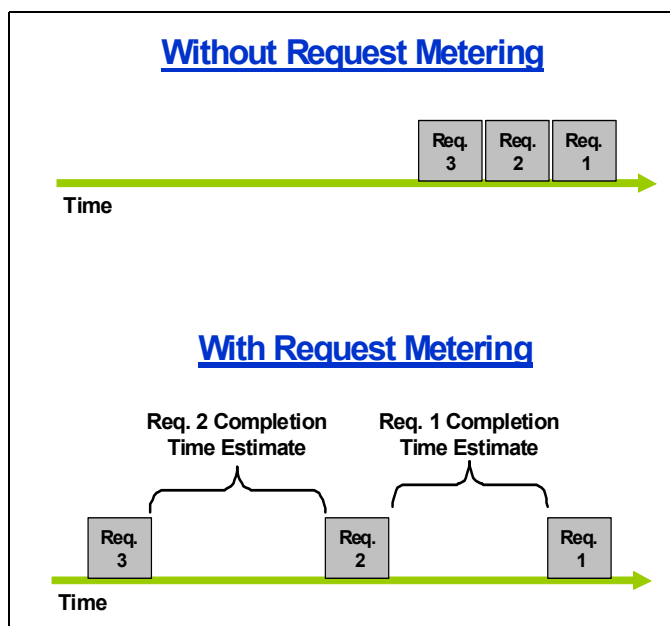 Without Request Metering
Req.
3
Req.
2
Req.
1
Time
With Request Metering
Req. 2 Completion
Time Estimate
Req. 1 Completion
Time Estimate
Req.
3
Req.
2
Req.
1
Time